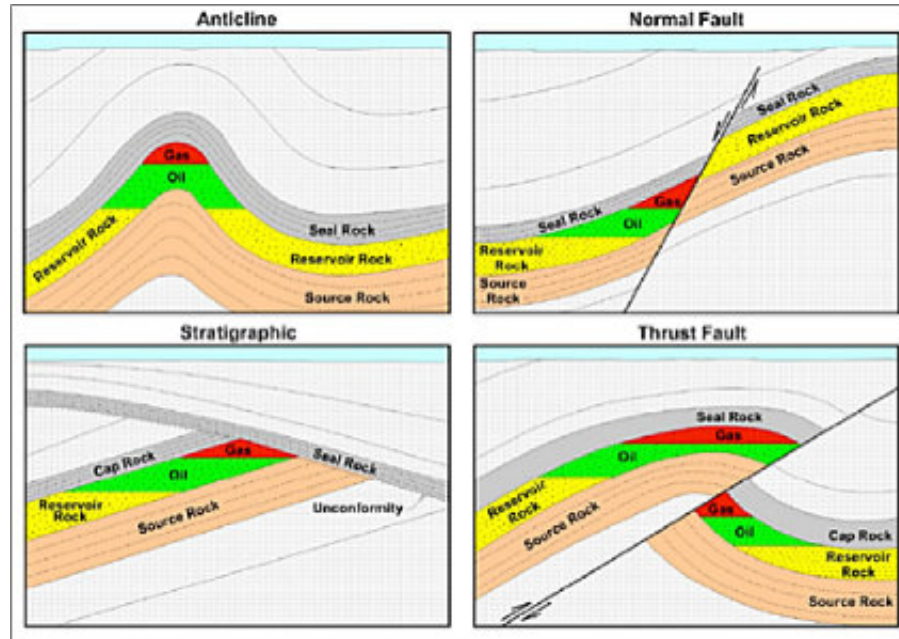 Anticline
Gas
Oil
Reservoir Rock
Seal Rock
Reservoir Rock
Source Rock
Normal Fault
Seal Rock
Reservoir Rock
Source Rock
Gas
Seal Rock
Oil
Reservoir
Rock
Source
Rock
Stratigraphic
Cap Rock
Gas
Seal Rock
Oil
Reservoir
Rock
Source Rock
Unconformity
Thrust Fault
Seal Rock
Gas
Oil
Reservoir
Rock
Source Rock
Gas
Oil
Cap Rock
Reservoir
Rock
Source Rock